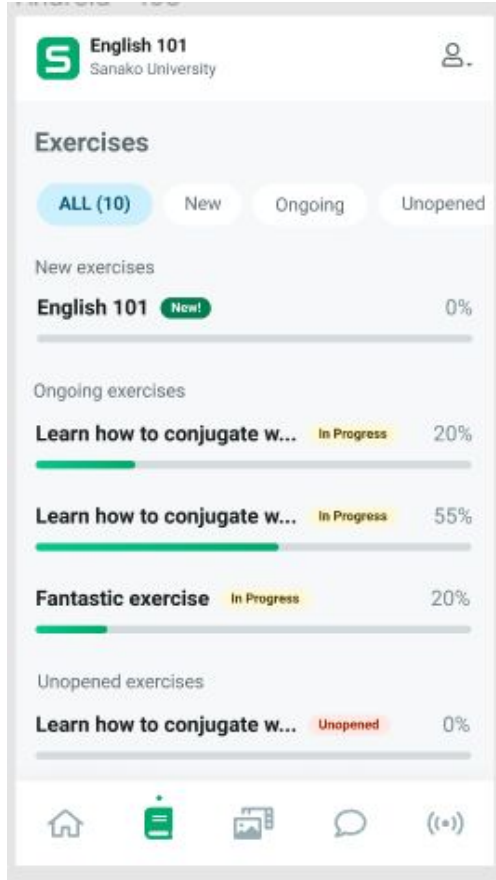 English 101
Sanako University
Exercises
ALL (10) New Ongoing Unopened
New exercises
English 101 New! 0%
Ongoing exercises
Learn how to conjugate w... In Progress 20%
Learn how to conjugate w... In Progress 55%
Fantastic exercise In Progress 20%
Unopened exercises
Learn how to conjugate w... Unopened 0%